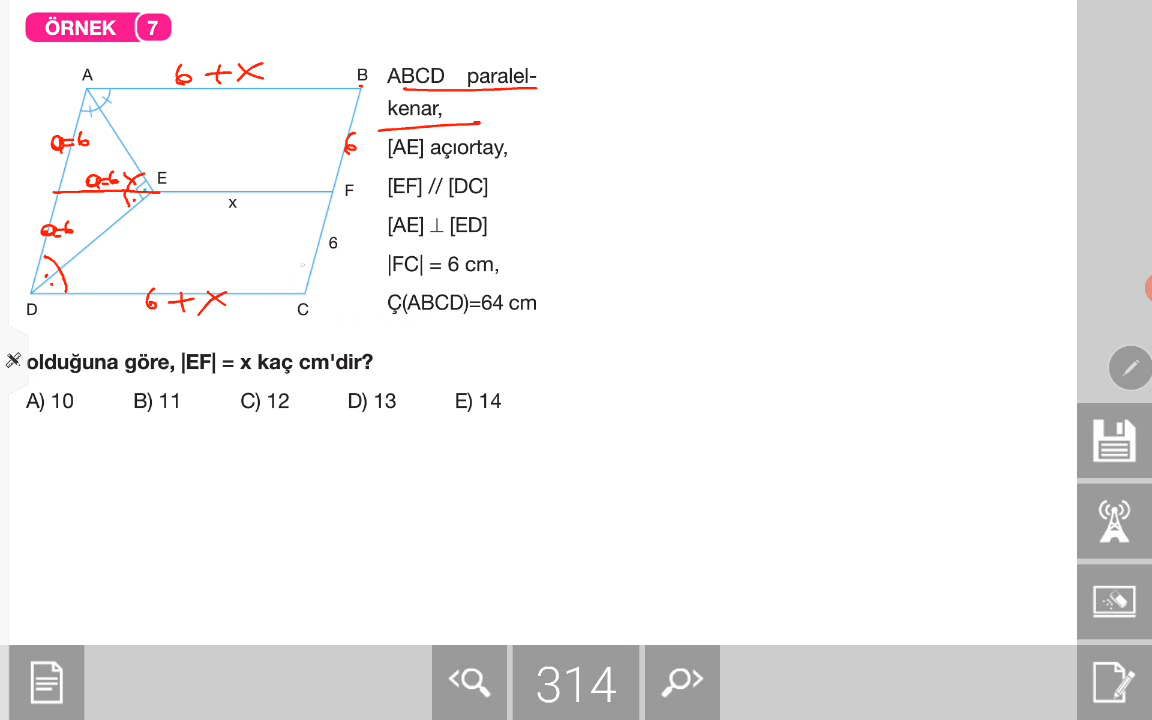 ÖRNEK 7
6 + x
A
B
ABCD paralel-
kenar,
a=6
6
[AE] açıortay,
a=6
E
F
[EF] // [DC]
x
a=6
[AE] ⊥ [ED]
6
|FC| = 6 cm,
6 + x
Ç(ABCD)=64 cm
D
C
olduğuna göre, |EF| = x kaç cm'dir?
A) 10 B) 11 C) 12 D) 13 E) 14
314